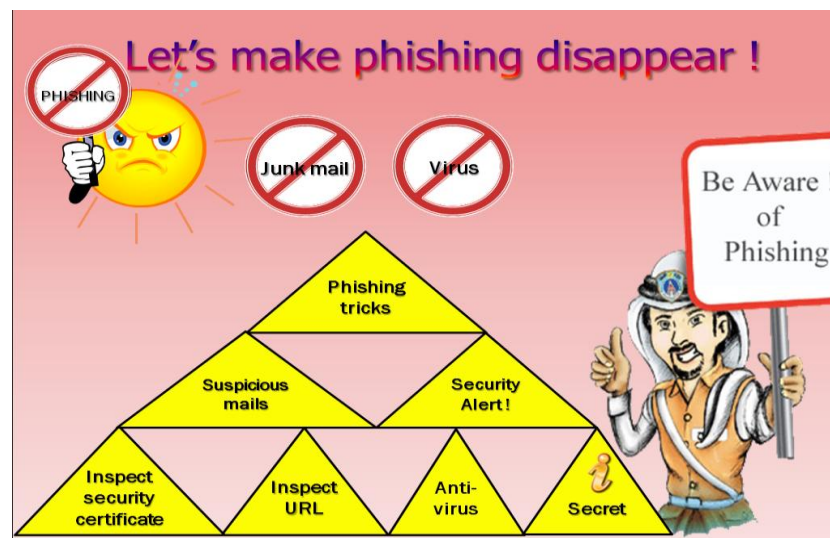 Let's make phishing disappear !
PHISHING
Junk mail
Virus
Be Aware !
of
Phishing
Phishing
tricks
Suspicious
mails
Security
Alert!
Inspect
security
certificate
Inspect
URL
Anti-
virus
i
Secret